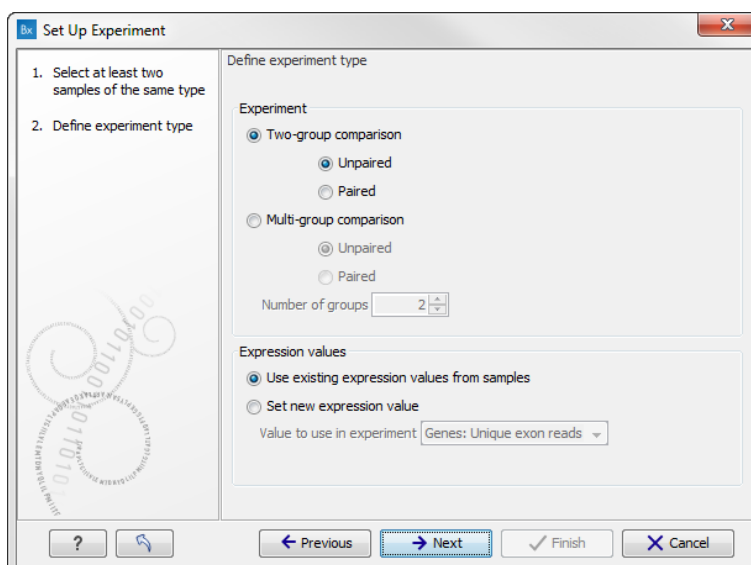 Bx Set Up Experiment
X
1. Select at least two
samples of the same type
2. Define experiment type
Define experiment type
Experiment
Two-group comparison
Unpaired
Paired
Multi-group comparison
Unpaired
Paired
Number of groups 2
Expression values
Use existing expression values from samples
Set new expression value
Value to use in experiment Genes: Unique exon reads
? Previous Next Finish Cancel